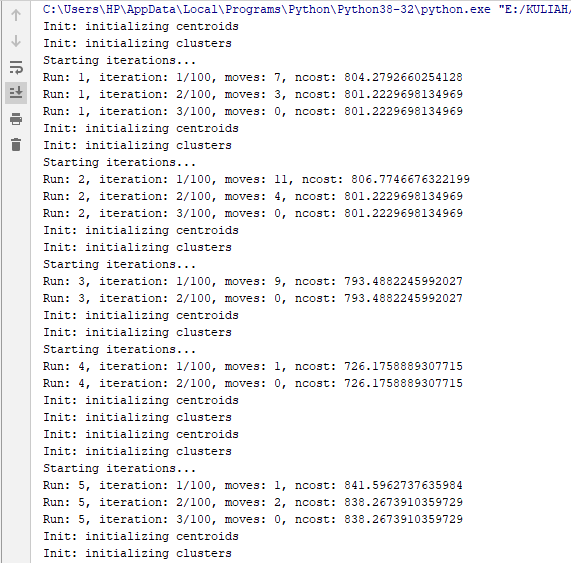 C:\Users\HP\AppData\Local\Programs\Python\Python38-32\python.exe "E:/KULIAH/
Init: initializing centroids
Init: initializing clusters
Starting iterations...
Run: 1, iteration: 1/100, moves: 7, ncost: 804.2792660254128
Run: 1, iteration: 2/100, moves: 3, ncost: 801.2229698134969
Run: 1, iteration: 3/100, moves: 0, ncost: 801.2229698134969
Init: initializing centroids
Init: initializing clusters
Starting iterations...
Run: 2, iteration: 1/100, moves: 11, ncost: 806.7746676322199
Run: 2, iteration: 2/100, moves: 4, ncost: 801.2229698134969
Run: 2, iteration: 3/100, moves: 0, ncost: 801.2229698134969
Init: initializing centroids
Init: initializing clusters
Starting iterations...
Run: 3, iteration: 1/100, moves: 9, ncost: 793.4882245992027
Run: 3, iteration: 2/100, moves: 0, ncost: 793.4882245992027
Init: initializing centroids
Init: initializing clusters
Starting iterations...
Run: 4, iteration: 1/100, moves: 1, ncost: 726.1758889307715
Run: 4, iteration: 2/100, moves: 0, ncost: 726.1758889307715
Init: initializing centroids
Init: initializing clusters
Init: initializing centroids
Init: initializing clusters
Starting iterations...
Run: 5, iteration: 1/100, moves: 1, ncost: 841.5962737635984
Run: 5, iteration: 2/100, moves: 2, ncost: 838.2673910359729
Run: 5, iteration: 3/100, moves: 0, ncost: 838.2673910359729
Init: initializing centroids
Init: initializing clusters